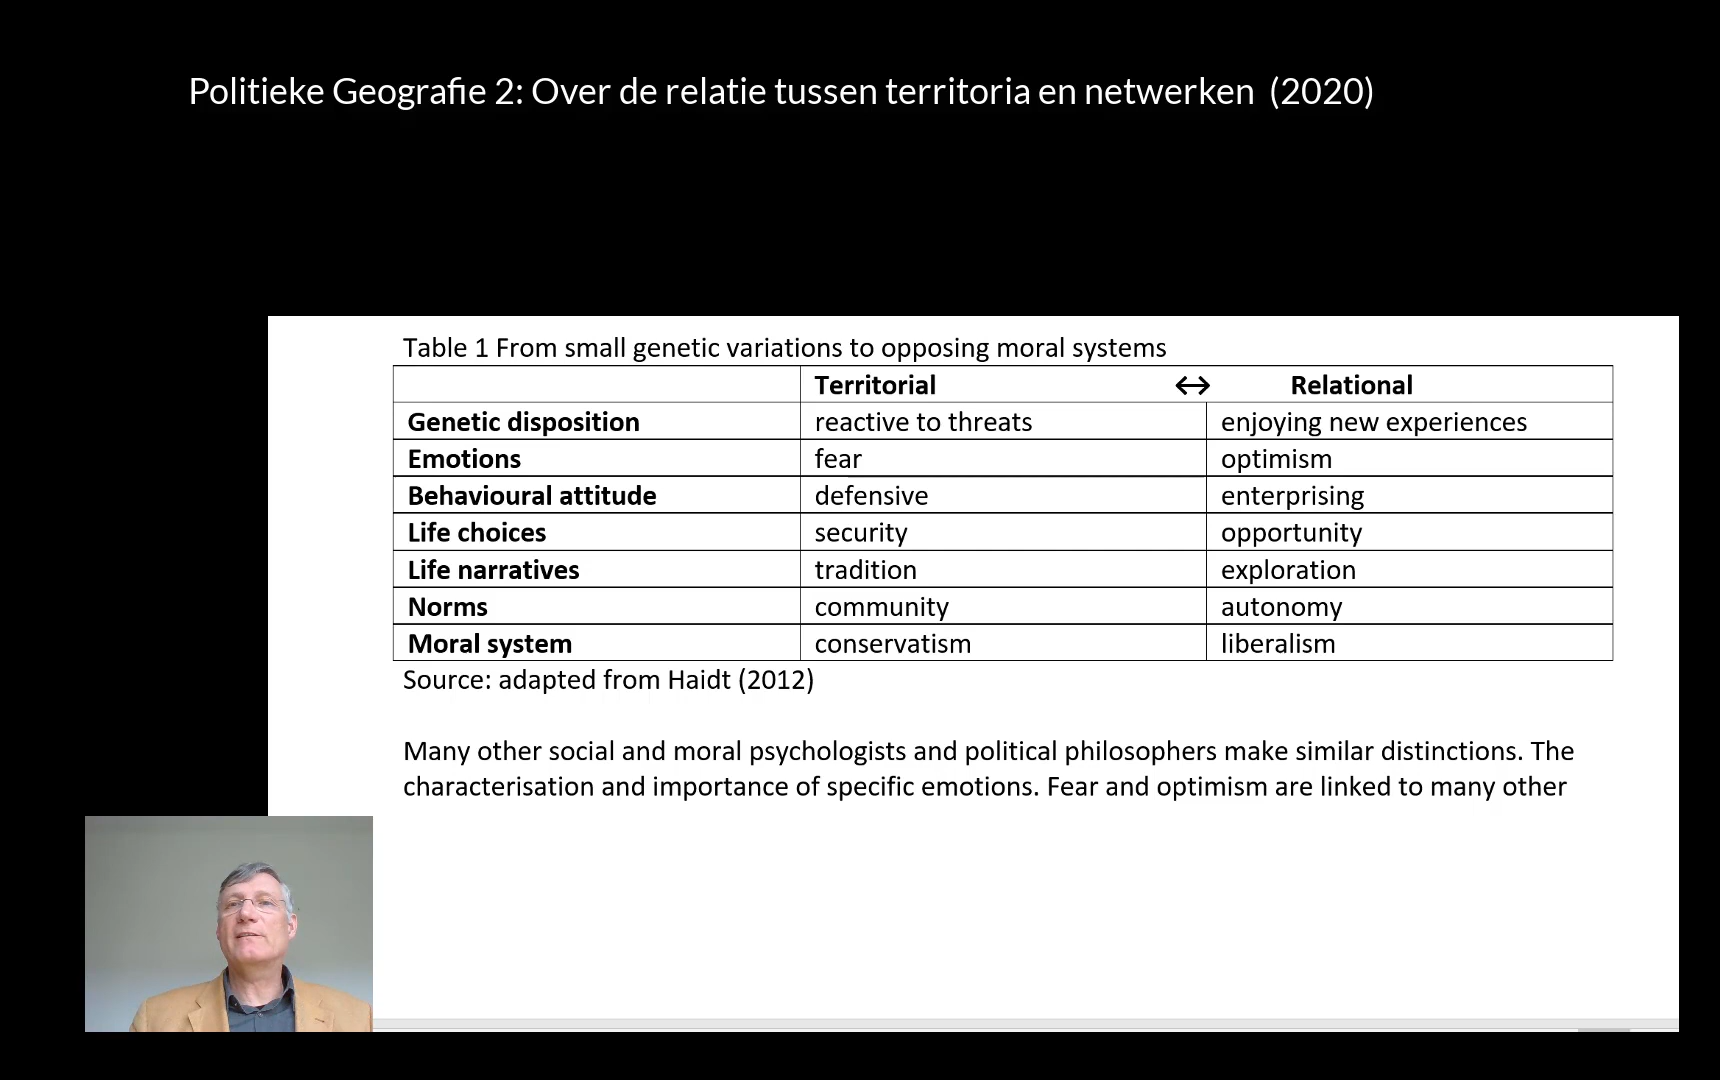 Politieke Geografie 2: Over de relatie tussen territoria en netwerken (2020)
Table 1 From small genetic variations to opposing moral systems
Territorial ↔ Relational
Genetic disposition reactive to threats enjoying new experiences
Emotions fear optimism
Behavioural attitude defensive enterprising
Life choices security opportunity
Life narratives tradition exploration
Norms community autonomy
Moral system conservatism liberalism
Source: adapted from Haidt (2012)
Many other social and moral psychologists and political philosophers make similar distinctions. The
characterisation and importance of specific emotions. Fear and optimism are linked to many other